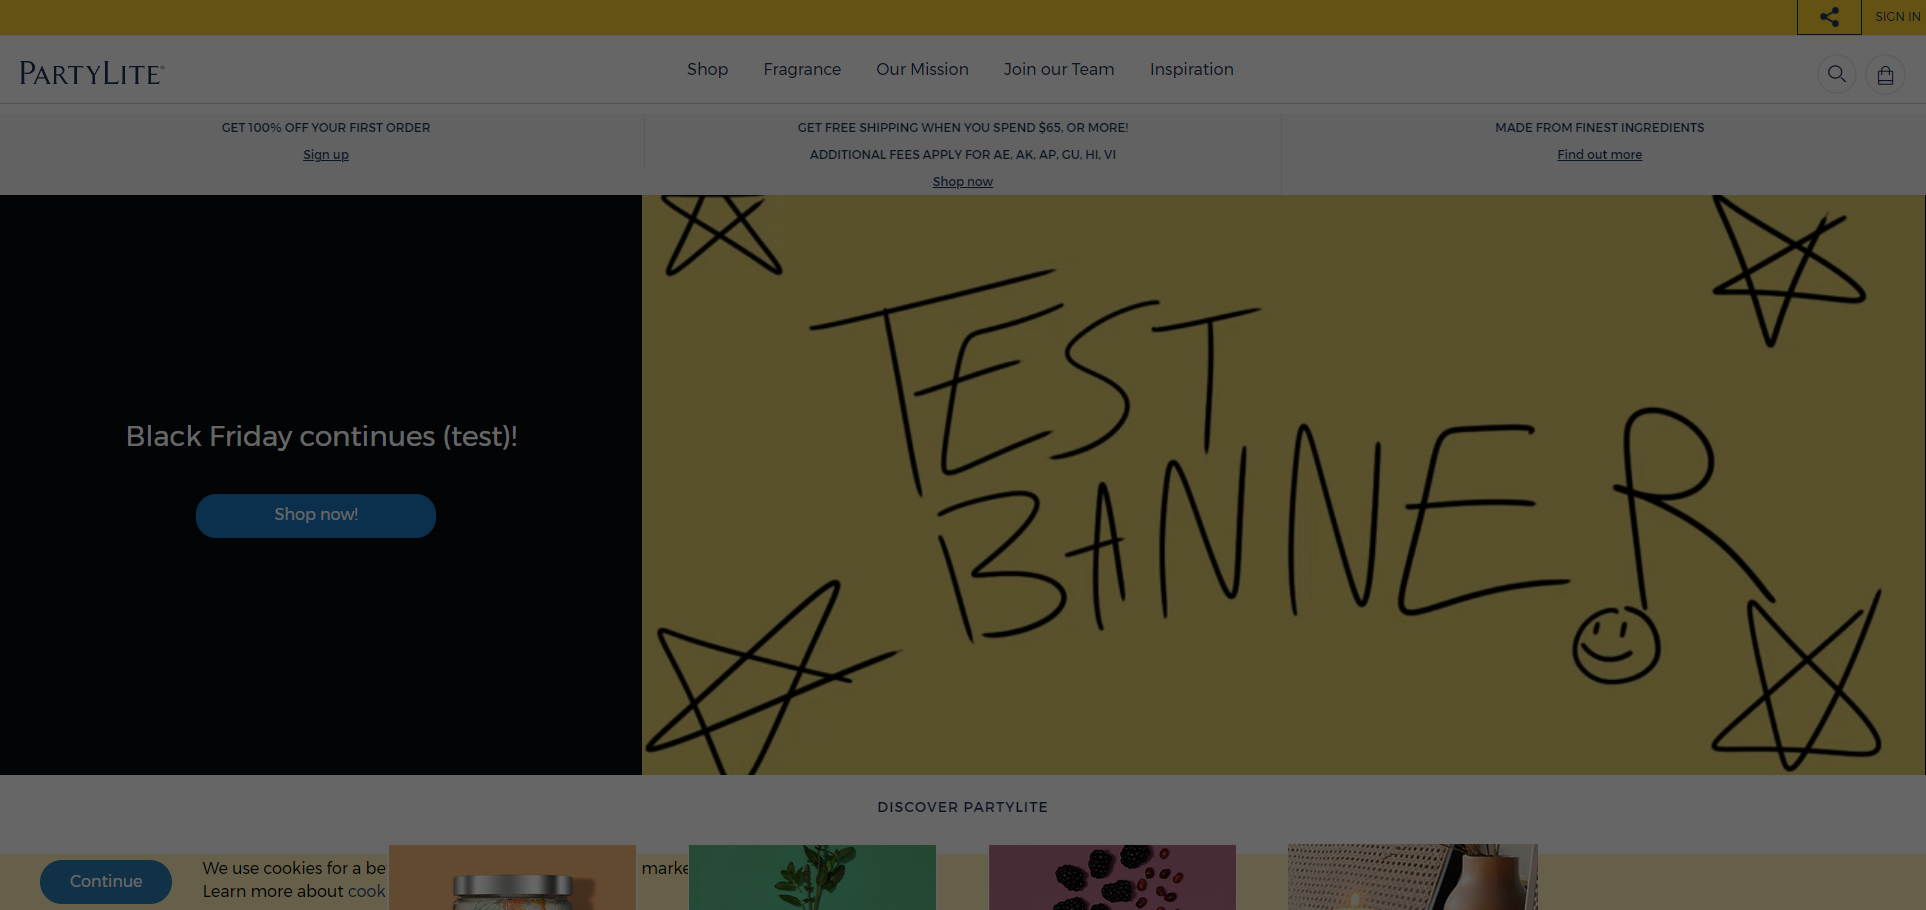 SIGN IN
PARTYLITE®
Shop Fragrance Our Mission Join our Team Inspiration
GET 100% OFF YOUR FIRST ORDER
Sign up
GET FREE SHIPPING WHEN YOU SPEND $65, OR MORE!
ADDITIONAL FEES APPLY FOR AE, AK, AP, GU, HI, VI
Shop now
MADE FROM FINEST INGREDIENTS
Find out more
Black Friday continues (test)!
Shop now!
TEST
BANNER
DISCOVER PARTYLITE
Continue
We use cookies for a be marke
Learn more about cook